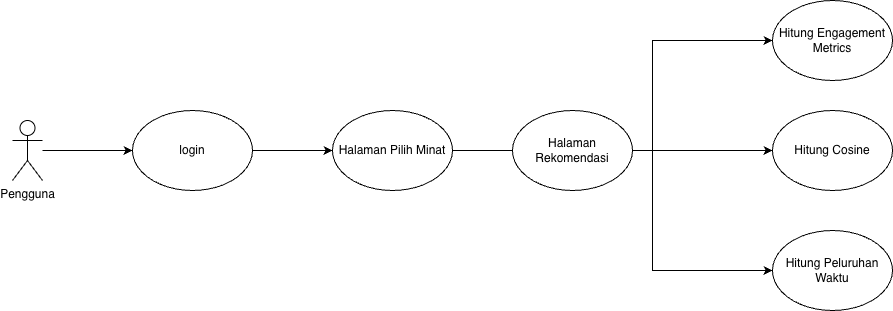 Pengguna
login
Halaman Pilih Minat
Halaman
Rekomendasi
Hitung Engagement
Metrics
Hitung Cosine
Hitung Peluruhan
Waktu